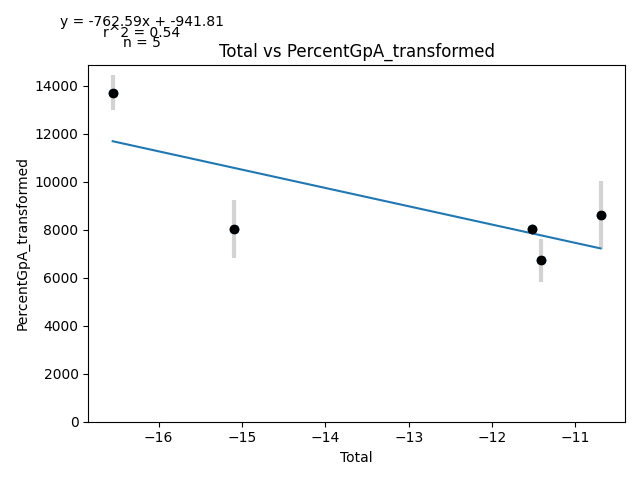 y = -762.59x + -941.81
r^2 = 0.54
n = 5
Total vs PercentGpA_transformed
PercentGpA_transformed
14000
12000
10000
8000
6000
4000
2000
0
−16
−15
−14
−13
−12
−11
Total